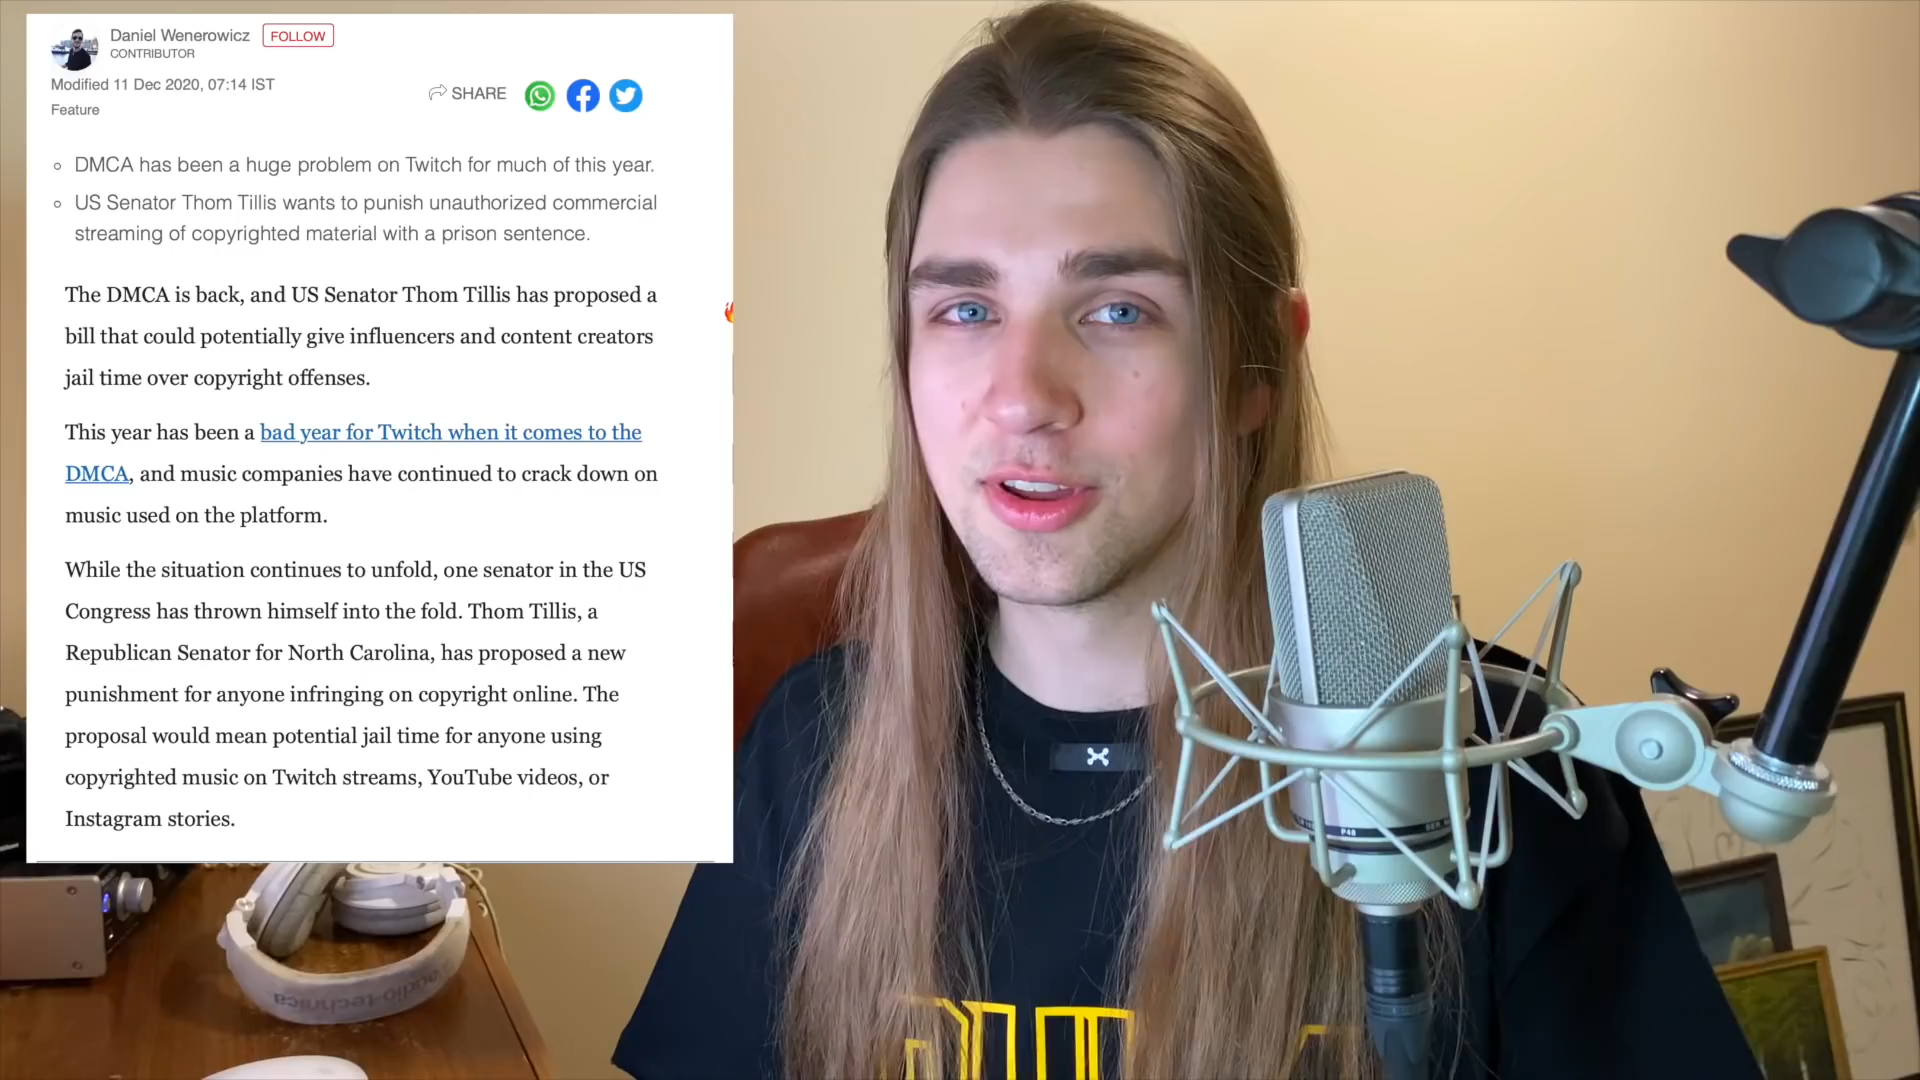 Daniel Wenerowicz FOLLOW
CONTRIBUTOR
Modified 11 Dec 2020, 07:14 IST
SHARE
Feature
DMCA has been a huge problem on Twitch for much of this year.
US Senator Thom Tillis wants to punish unauthorized commercial
streaming of copyrighted material with a prison sentence.
The DMCA is back, and US Senator Thom Tillis has proposed a
bill that could potentially give influencers and content creators
jail time over copyright offenses.
This year has been a bad year for Twitch when it comes to the
DMCA, and music companies have continued to crack down on
music used on the platform.
While the situation continues to unfold, one senator in the US
Congress has thrown himself into the fold. Thom Tillis, a
Republican Senator for North Carolina, has proposed a new
punishment for anyone infringing on copyright online. The
proposal would mean potential jail time for anyone using
copyrighted music on Twitch streams, YouTube videos, or
Instagram stories.
audio-technica
P48